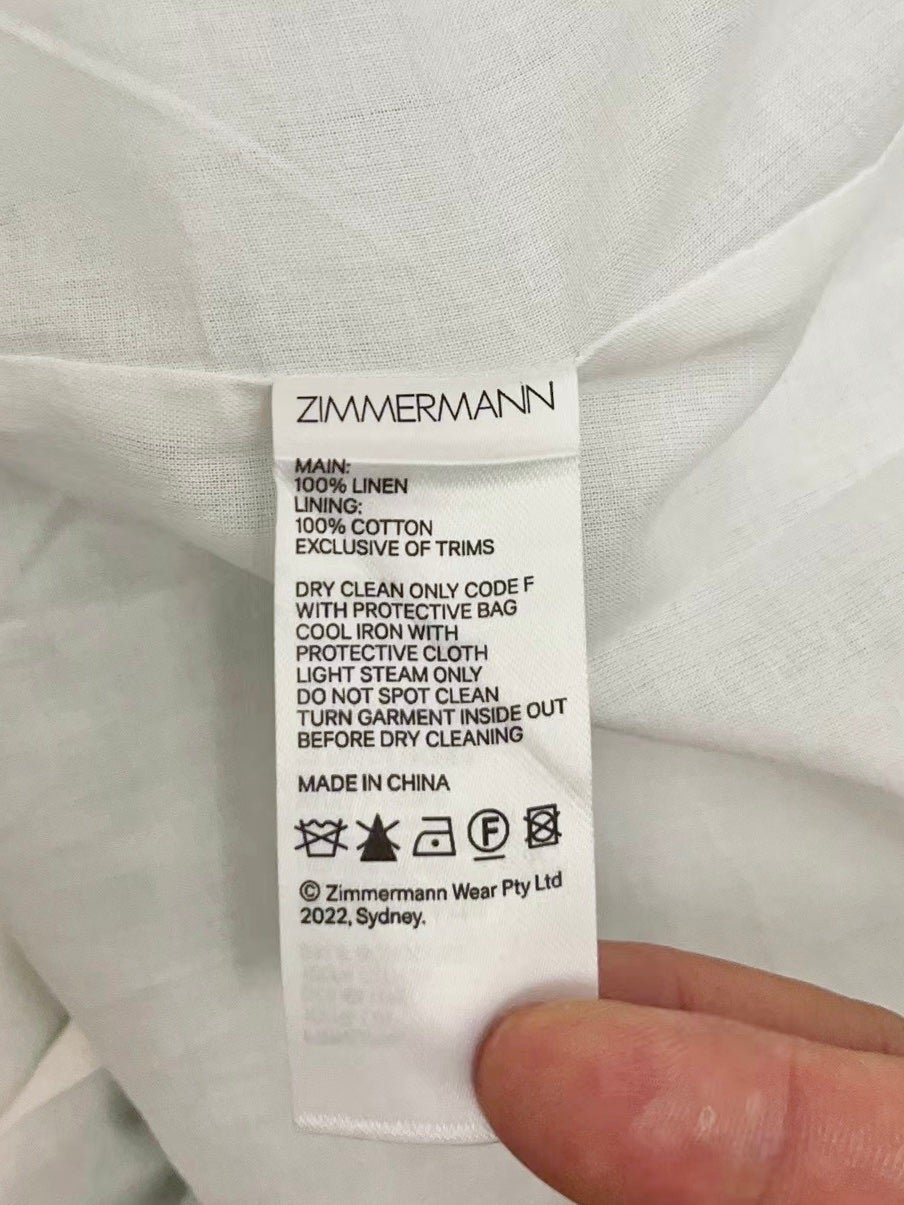 ZIMMERMANN
MAIN:
100% LINEN
LINING:
100% COTTON
EXCLUSIVE OF TRIMS
DRY CLEAN ONLY CODE F
WITH PROTECTIVE BAG
COOL IRON WITH
PROTECTIVE CLOTH
LIGHT STEAM ONLY
DO NOT SPOT CLEAN
TURN GARMENT INSIDE OUT
BEFORE DRY CLEANING
MADE IN CHINA
F
© Zimmermann Wear Pty Ltd
2022, Sydney.